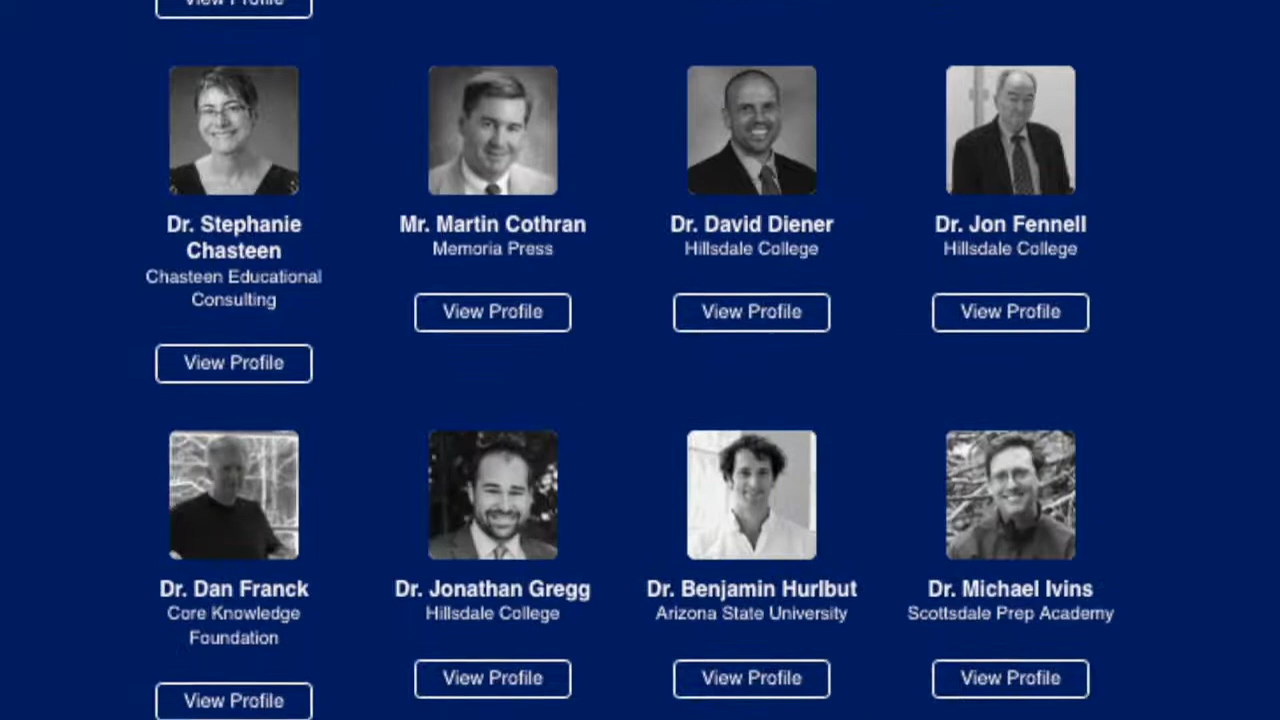 View Profile
Dr. Stephanie
Chasteen
Chasteen Educational
Consulting
View Profile
Mr. Martin Cothran
Memoria Press
View Profile
Dr. David Diener
Hillsdale College
View Profile
Dr. Jon Fennell
Hillsdale College
View Profile
Dr. Dan Franck
Core Knowledge
Foundation
View Profile
Dr. Jonathan Gregg
Hillsdale College
View Profile
Dr. Benjamin Hurlbut
Arizona State University
View Profile
Dr. Michael Ivins
Scottsdale Prep Academy
View Profile